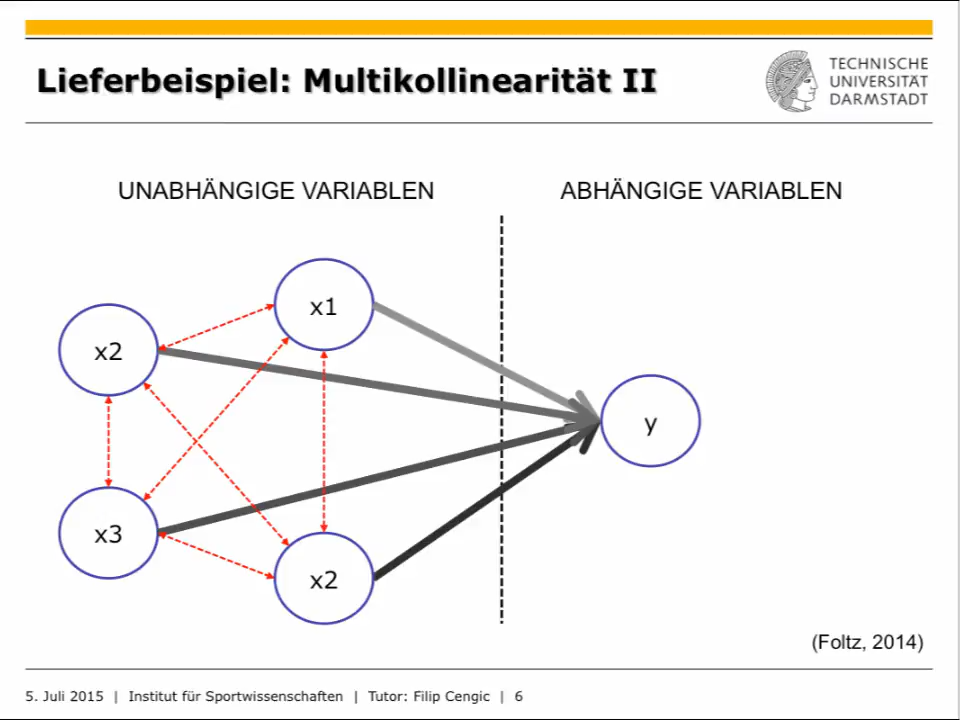 Lieferbeispiel: Multikollinearität II
TECHNISCHE
UNIVERSITÄT
DARMSTADT
UNABHÄNGIGE VARIABLEN
ABHÄNGIGE VARIABLEN
x1
x2
y
x3
x2
(Foltz, 2014)
5. Juli 2015 | Institut für Sportwissenschaften | Tutor: Filip Cengic | 6